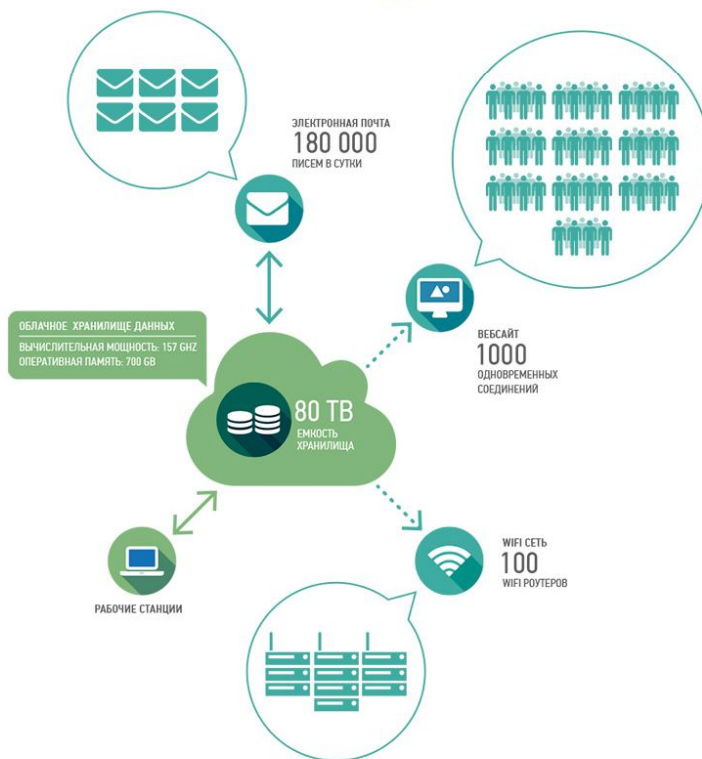 ЭЛЕКТРОННАЯ ПОЧТА
180 000
ПИСЕМ В СУТКИ
ОБЛАЧНОЕ ХРАНИЛИЩЕ ДАННЫХ
ВЫЧИСЛИТЕЛЬНАЯ МОЩНОСТЬ: 157 GHZ
ОПЕРАТИВНАЯ ПАМЯТЬ: 700 GB
ВЕБСАЙТ
1000
ОДНОВРЕМЕННЫХ
СОЕДИНЕНИЙ
80 TB
ЕМКОСТЬ
ХРАНИЛИЩА
WIFI СЕТЬ
100
WIFI РОУТЕРОВ
РАБОЧИЕ СТАНЦИИ